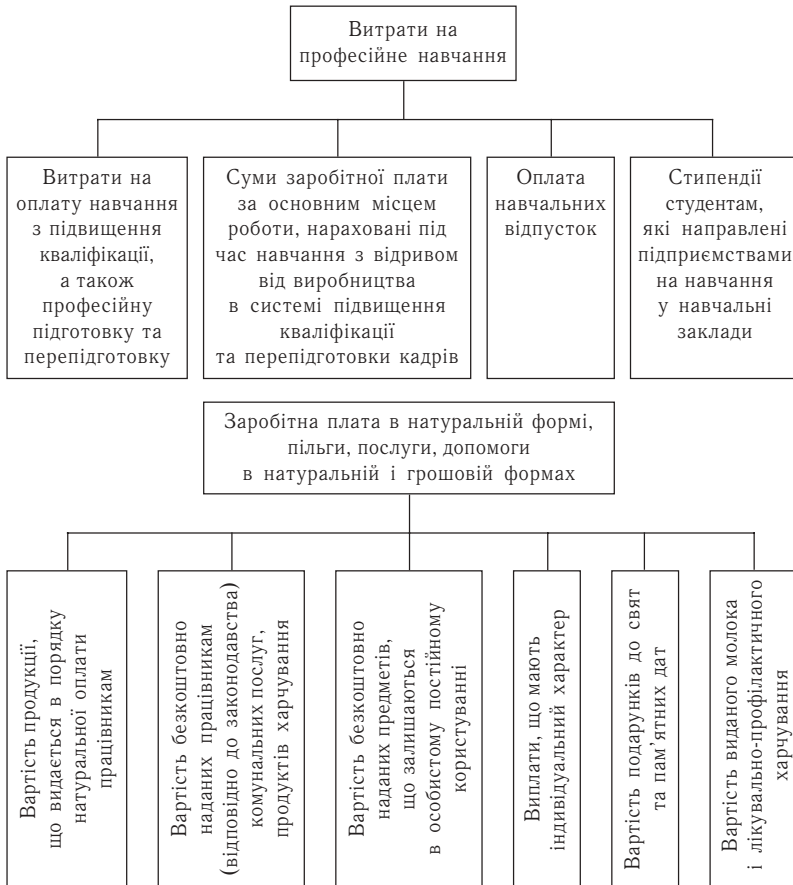 Витрати на
професійне навчання
Витрати на
оплату навчання
з підвищення
кваліфікації,
а також
професійну
підготовку та
перепідготовку
Суми заробітної плати
за основним місцем
роботи, нараховані під
час навчання з відривом
від виробництва
в системі підвищення
кваліфікації
та перепідготовки кадрів
Оплата
навчальних
відпусток
Стипендії
студентам,
які направлені
підприємствами
на навчання
у навчальні
заклади
Заробітна плата в натуральній формі,
пільги, послуги, допомоги
в натуральній і грошовій формах
Вартість продукції,
що видається в порядку
натуральної оплати
працівникам
Вартість безкоштовно
наданих працівникам
(відповідно до законодавства)
комунальних послуг,
продуктів харчування
Вартість безкоштовно
наданих предметів,
що залишаються
в особистому постійному
користуванні
Виплати, що мають
індивідуальний характер
Вартість подарунків до свят
та пам’ятних дат
Вартість виданого молока
і лікувально-профілактичного
харчування